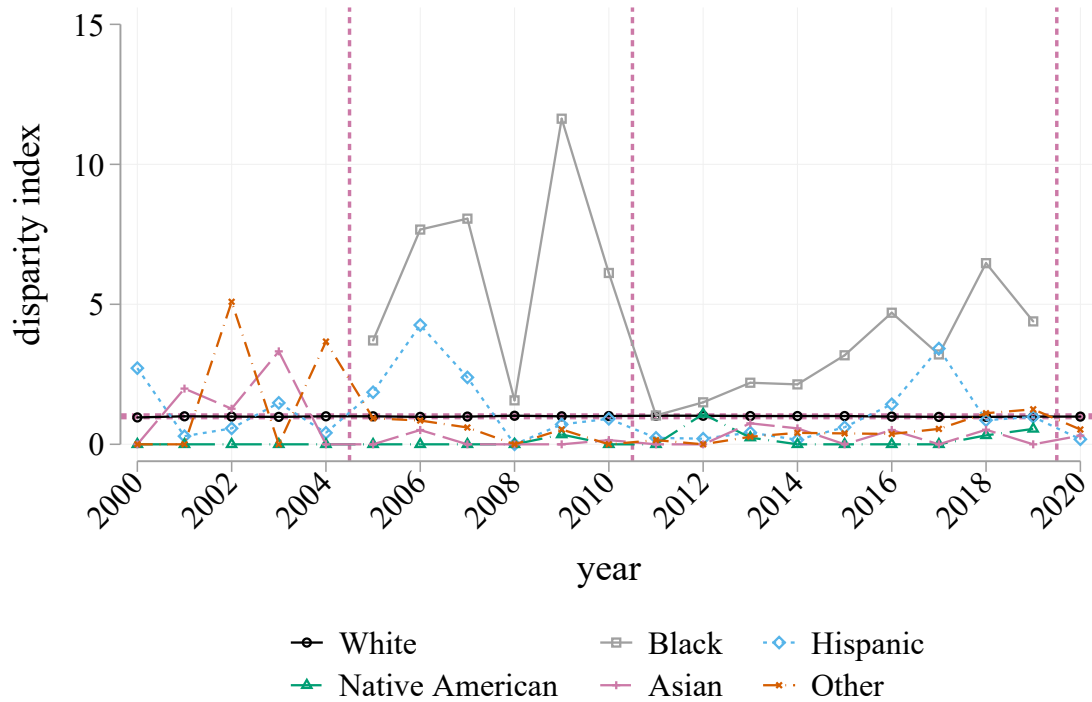 15
10
5
0
disparity index
2000 2002 2004 2006 2008 2010 2012 2014 2016 2018 2020
year
White Black Hispanic
Native American Asian Other